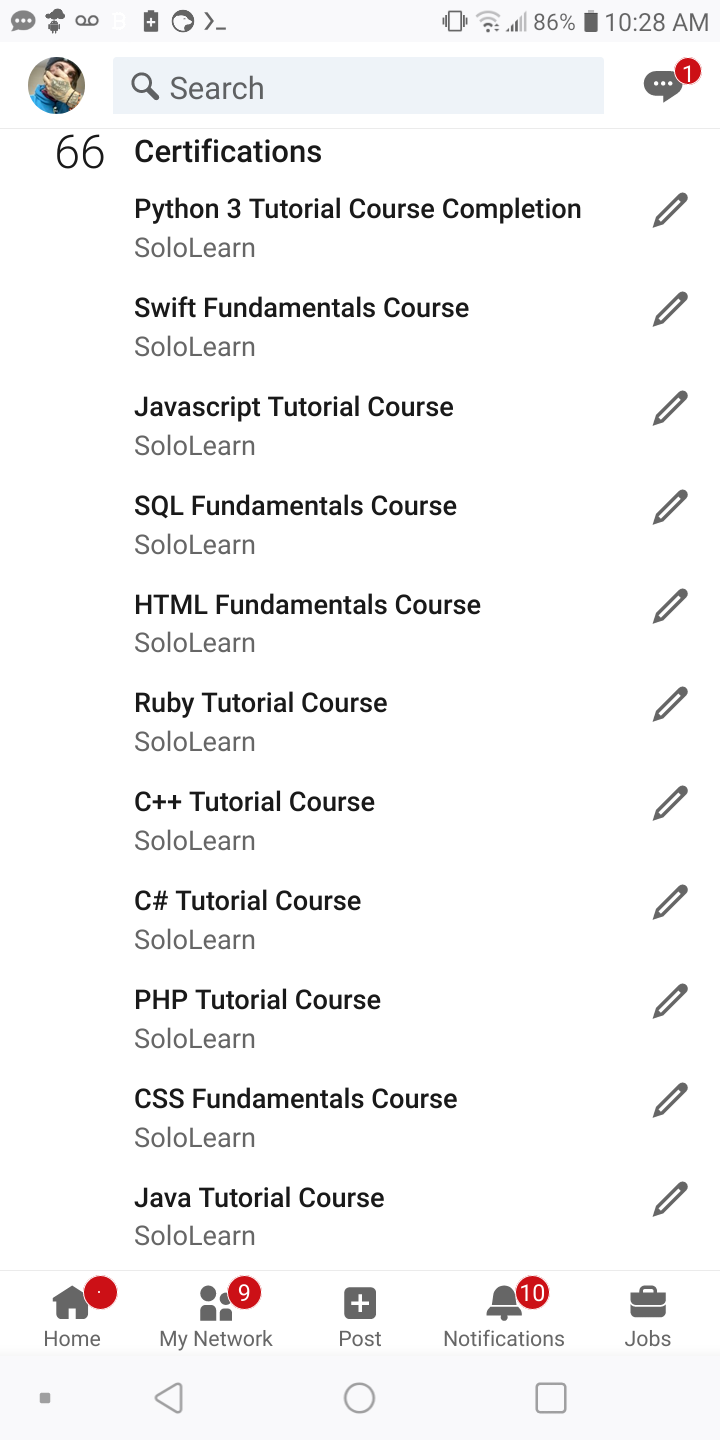 86% 10:28 AM
Search
1
66 Certifications
Python 3 Tutorial Course Completion
SoloLearn
Swift Fundamentals Course
SoloLearn
Javascript Tutorial Course
SoloLearn
SQL Fundamentals Course
SoloLearn
HTML Fundamentals Course
SoloLearn
Ruby Tutorial Course
SoloLearn
C++ Tutorial Course
SoloLearn
C# Tutorial Course
SoloLearn
PHP Tutorial Course
SoloLearn
CSS Fundamentals Course
SoloLearn
Java Tutorial Course
SoloLearn
9 10
Home My Network Post Notifications Jobs